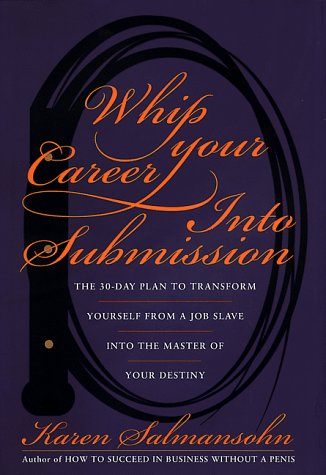 Whip
your
Career
Into
Submission
THE 30-DAY PLAN TO TRANSFORM
YOURSELF FROM A JOB SLAVE
INTO THE MASTER OF
YOUR DESTINY
Karen Salmansohn
Author of HOW TO SUCCEED IN BUSINESS WITHOUT A PENIS